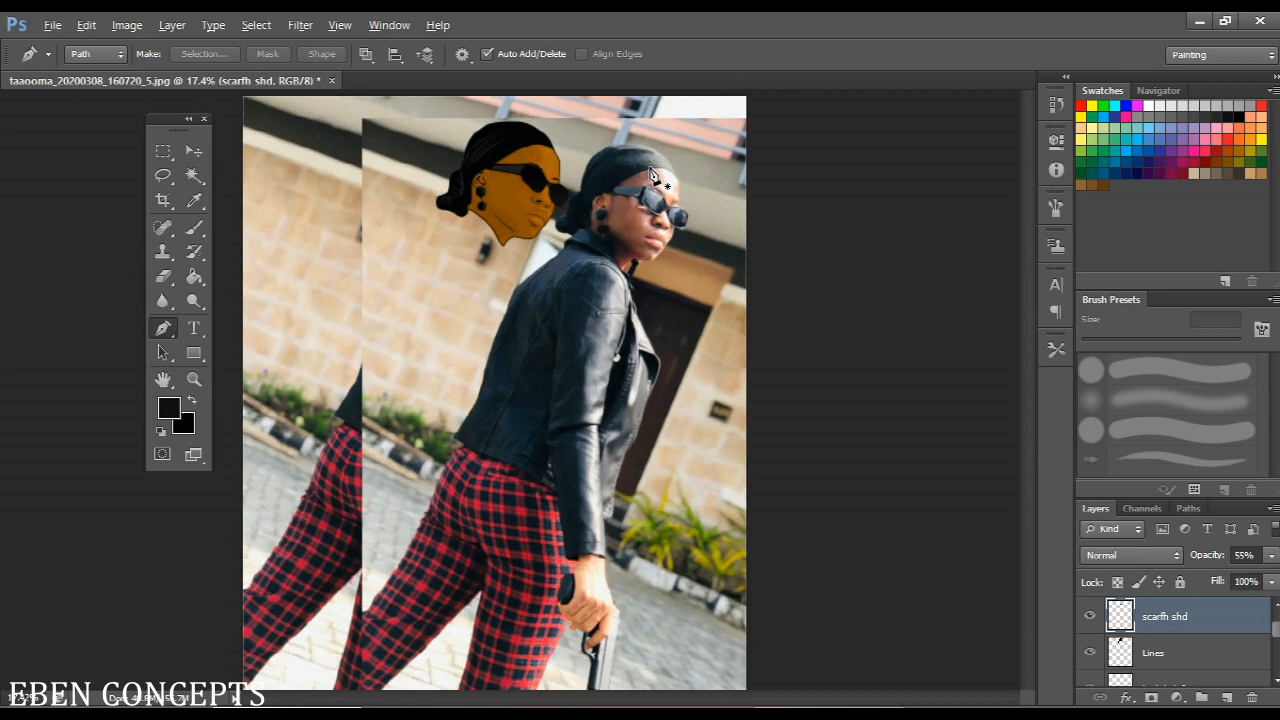 Ps File Edit Image Layer Type Select Filter View Window Help
Path Make: Selection... Mask Shape Auto Add/Delete Align Edges Painting
taaooma_20200308_160720_5.jpg @ 17.4% (scarfh shd, RGB/8) * ×
Swatches Navigator
Brush Presets
Size:
Layers Channels Paths
Kind
Normal Opacity: 55%
Lock: Fill: 100%
scarfh shd
Lines
EBEN CONCEPTS